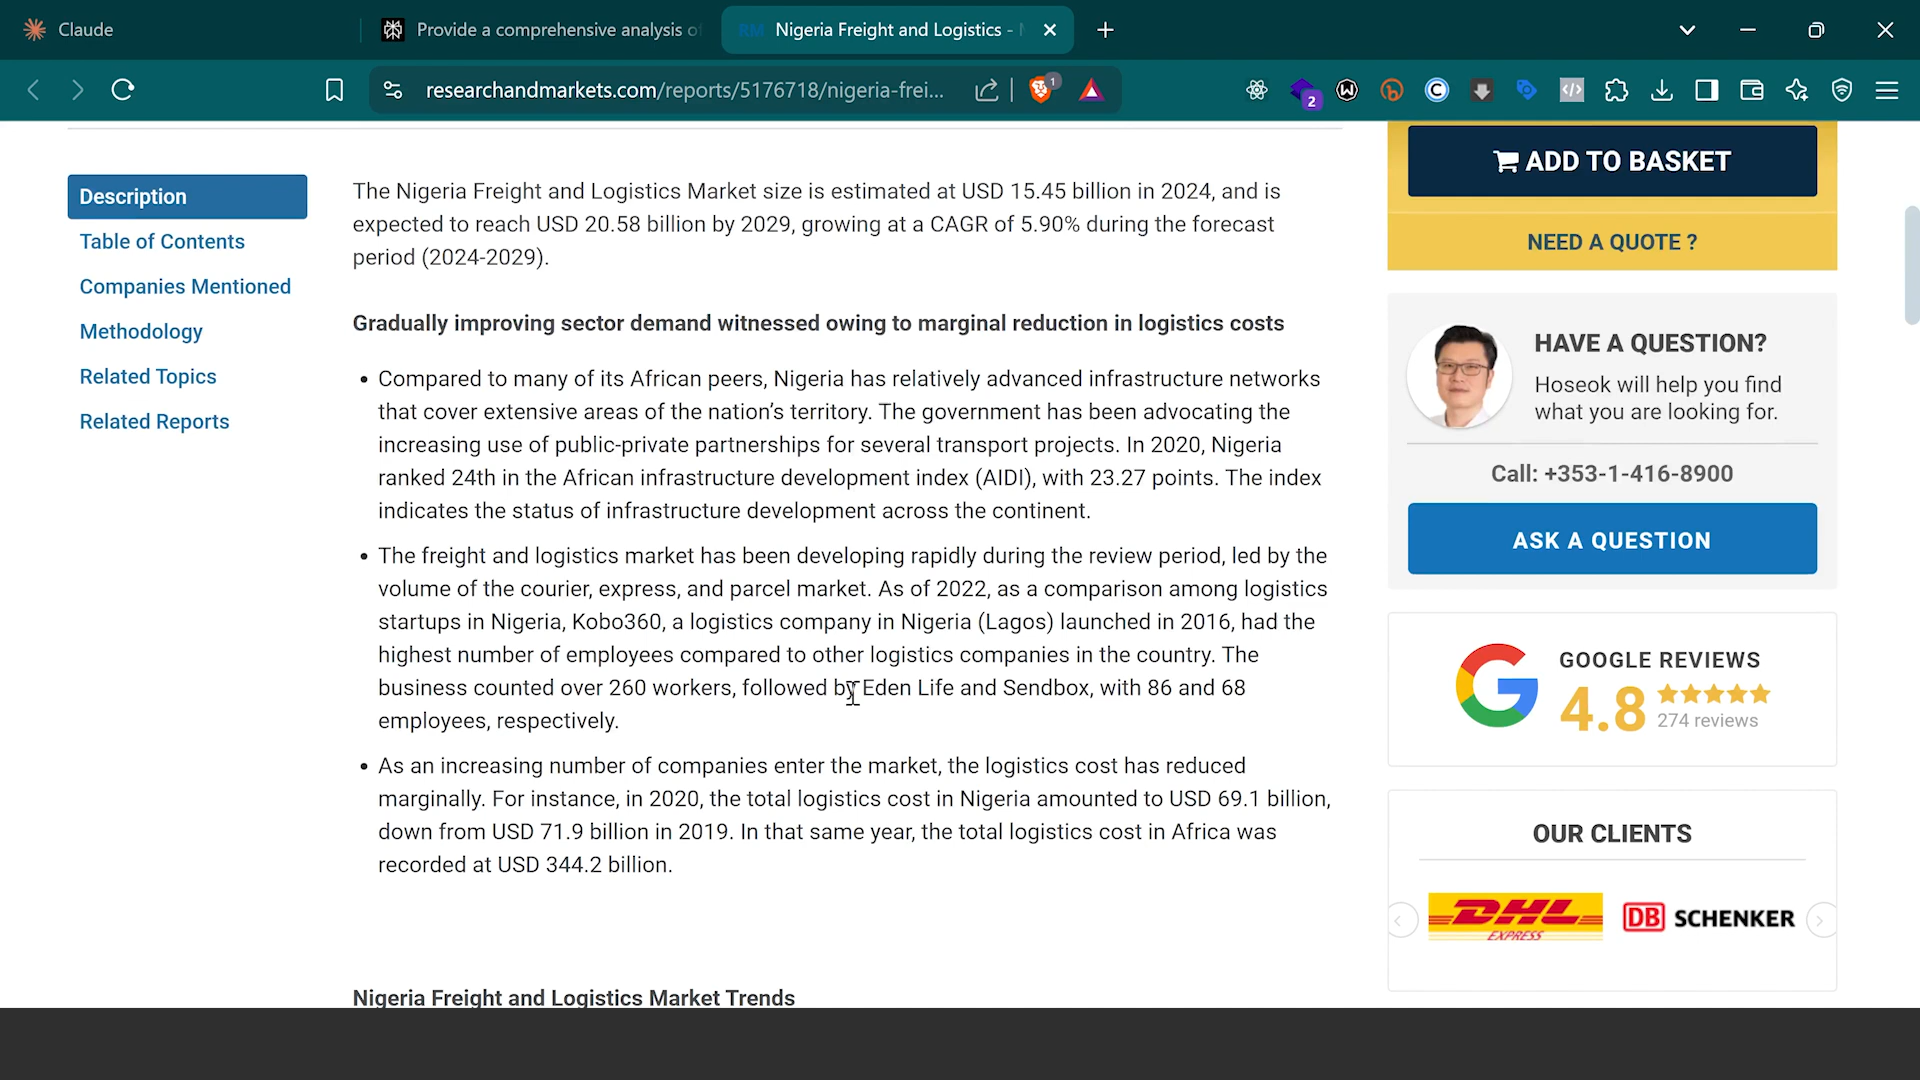 Claude
Provide a comprehensive analysis of
Nigeria Freight and Logistics -
researchandmarkets.com/reports/5176718/nigeria-frei...
1
2
Description
Table of Contents
Companies Mentioned
Methodology
Related Topics
Related Reports
The Nigeria Freight and Logistics Market size is estimated at USD 15.45 billion in 2024, and is
expected to reach USD 20.58 billion by 2029, growing at a CAGR of 5.90% during the forecast
period (2024-2029).
Gradually improving sector demand witnessed owing to marginal reduction in logistics costs
• Compared to many of its African peers, Nigeria has relatively advanced infrastructure networks
that cover extensive areas of the nation's territory. The government has been advocating the
increasing use of public-private partnerships for several transport projects. In 2020, Nigeria
ranked 24th in the African infrastructure development index (AIDI), with 23.27 points. The index
indicates the status of infrastructure development across the continent.
• The freight and logistics market has been developing rapidly during the review period, led by the
volume of the courier, express, and parcel market. As of 2022, as a comparison among logistics
startups in Nigeria, Kobo360, a logistics company in Nigeria (Lagos) launched in 2016, had the
highest number of employees compared to other logistics companies in the country. The
business counted over 260 workers, followed by Eden Life and Sendbox, with 86 and 68
employees, respectively.
• As an increasing number of companies enter the market, the logistics cost has reduced
marginally. For instance, in 2020, the total logistics cost in Nigeria amounted to USD 69.1 billion,
down from USD 71.9 billion in 2019. In that same year, the total logistics cost in Africa was
recorded at USD 344.2 billion.
Nigeria Freight and Logistics Market Trends
ADD TO BASKET
NEED A QUOTE ?
HAVE A QUESTION?
Hoseok will help you find
what you are looking for.
Call: +353-1-416-8900
ASK A QUESTION
GOOGLE REVIEWS
4.8
274 reviews
OUR CLIENTS
DHL
EXPRESS
DB SCHENKER